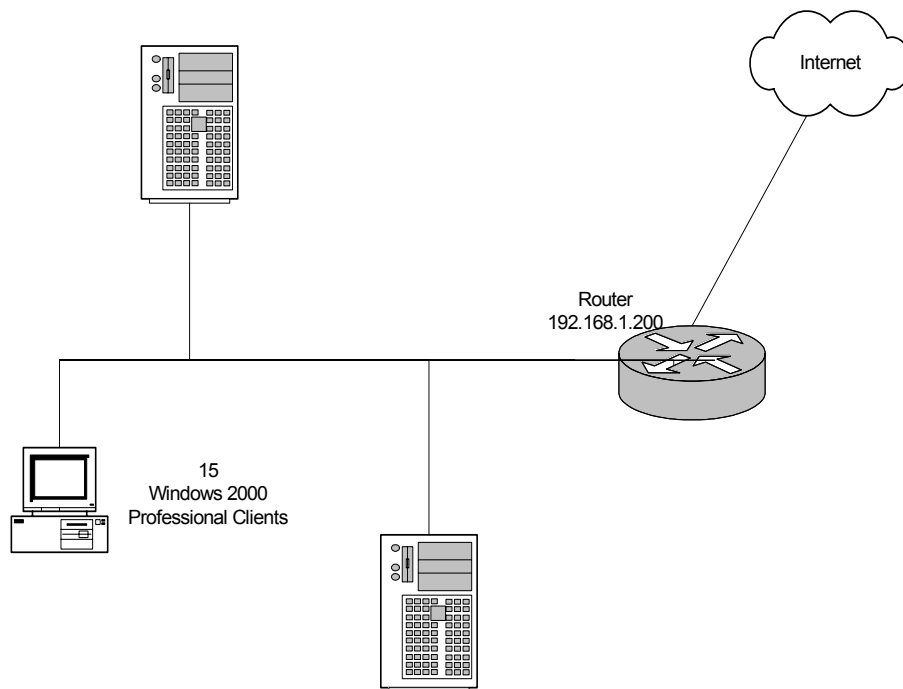 Internet
Router
192.168.1.200
15
Windows 2000
Professional Clients